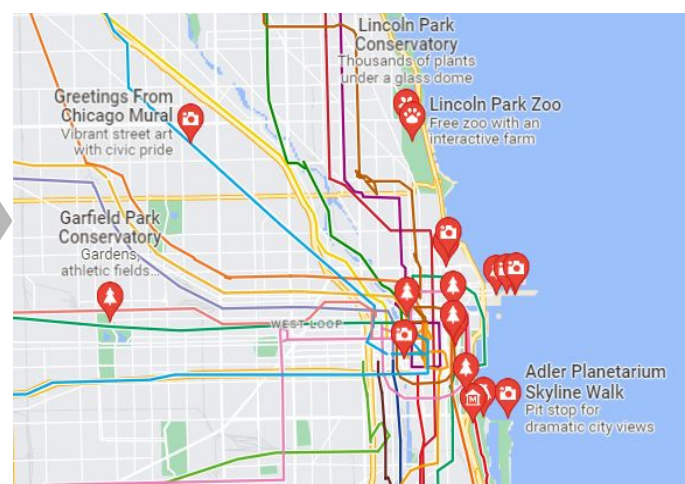 Lincoln Park
Conservatory
Thousands of plants
under a glass dome
Greetings From
Chicago Mural
Vibrant street art
with civic pride
Lincoln Park Zoo
Free zoo with an
interactive farm
Garfield Park
Conservatory
Gardens,
athletic fields...
WEST LOOP
Adler Planetarium
Skyline Walk
Pit stop for
dramatic city views